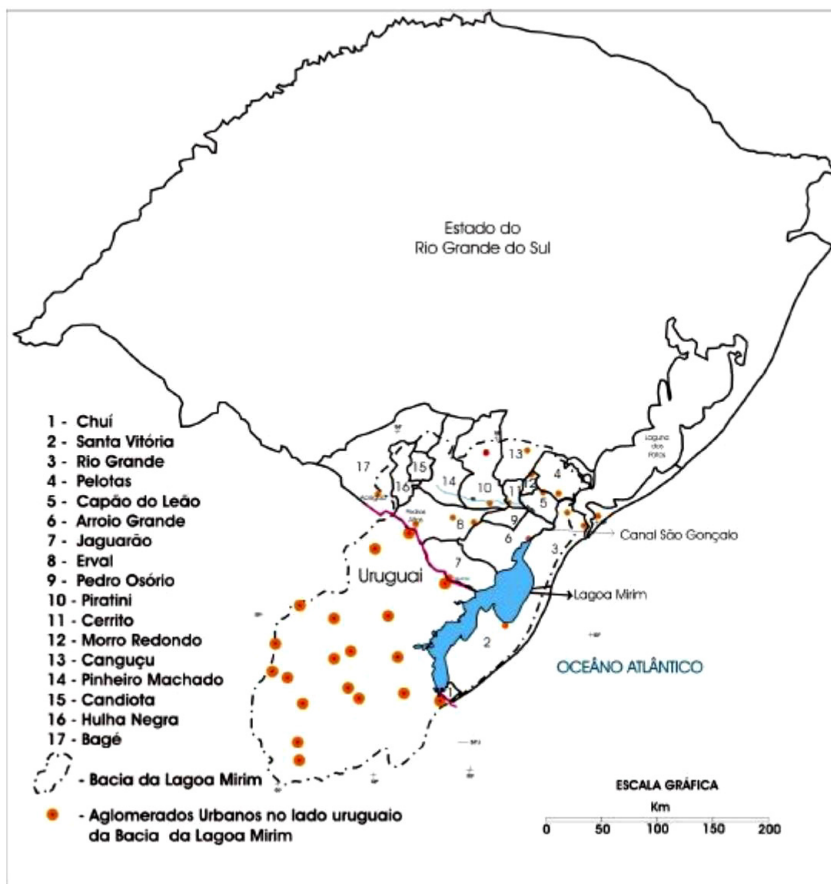 Estado do
Rio Grande do Sul
Laguna
dos
Patos
1 - Chuí
2 - Santa Vitória
3 - Rio Grande
4 - Pelotas
5 - Capão do Leão
6 - Arroio Grande
7 - Jaguarão
8 - Erval
9 - Pedro Osório
10 - Piratini
11 - Cerrito
12 - Morro Redondo
13 - Canguçu
14 - Pinheiro Machado
15 - Candiota
16 - Hulha Negra
17 - Bagé
- Bacia da Lagoa Mirim
- Aglomerados Urbanos no lado uruguaio
da Bacia da Lagoa Mirim
17
16
15
14
10
13
11
12
4
5
9
8
6
3
7
2
1
Pedras
Uruguai
Canal São Gonçalo
Lagoa Mirim
OCEÂNO ATLÂNTICO
ESCALA GRÁFICA
Km
0 50 100 150 200